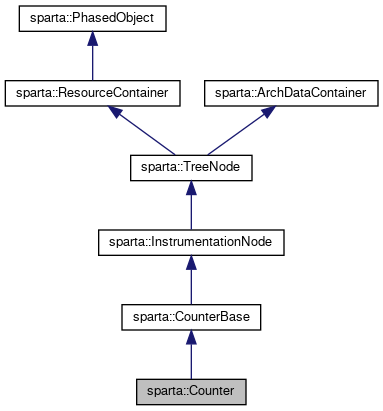 sparta::PhasedObject
sparta::ResourceContainer
sparta::ArchDataContainer
sparta::TreeNode
sparta::InstrumentationNode
sparta::CounterBase
sparta::Counter